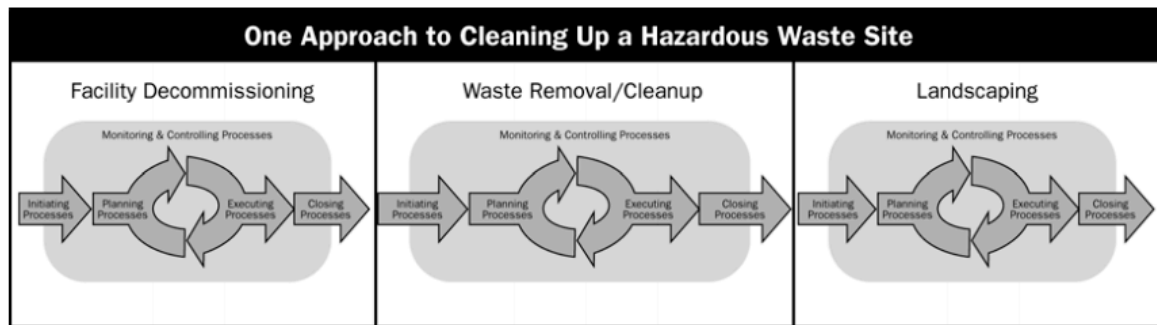 One Approach to Cleaning Up a Hazardous Waste Site
Facility Decommissioning
Monitoring & Controlling Processes
Initiating
Processes
Planning
Processes
Executing
Processes
Closing
Processes
Waste Removal/Cleanup
Monitoring & Controlling Processes
Initiating
Processes
Planning
Processes
Executing
Processes
Closing
Processes
Landscaping
Monitoring & Controlling Processes
Initiating
Processes
Planning
Processes
Executing
Processes
Closing
Processes